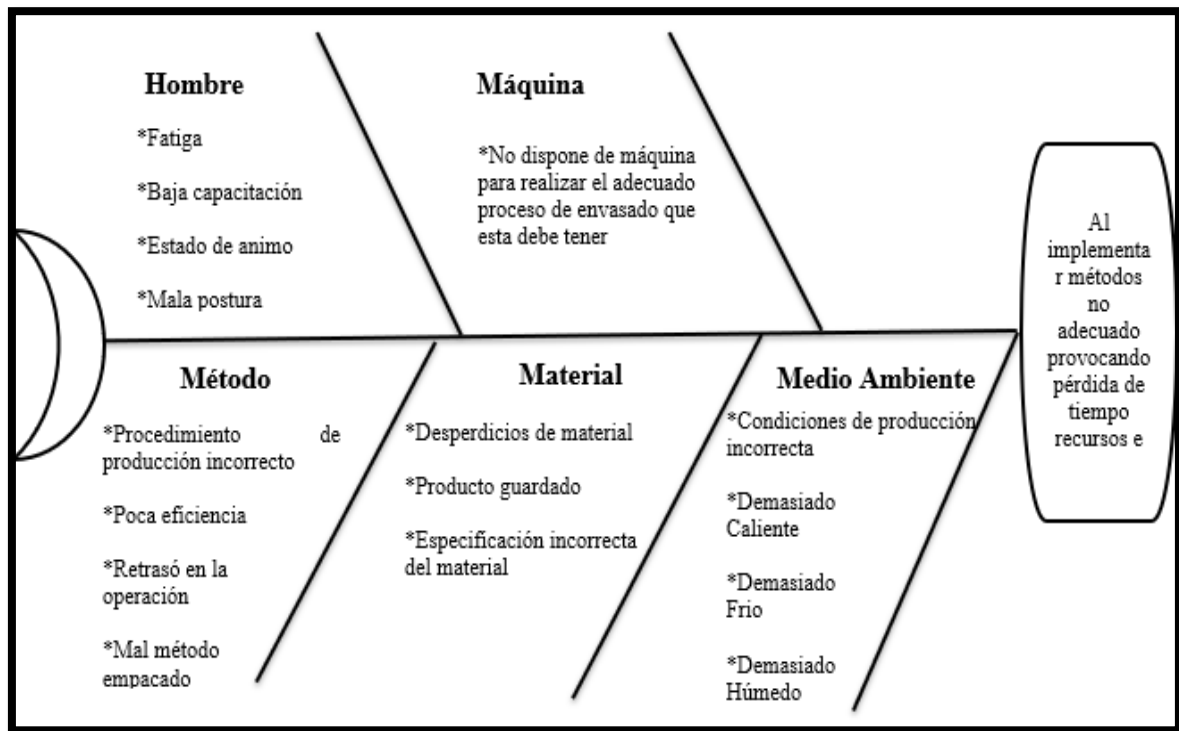 Hombre
*Fatiga
*Baja capacitación
*Estado de animo
*Mala postura
Máquina
*No dispone de máquina
para realizar el adecuado
proceso de envasado que
esta debe tener
Método
*Procedimiento de
producción incorrecto
*Poca eficiencia
*Retrasó en la
operación
*Mal método
empacado
Material
*Desperdicios de material
*Producto guardado
*Especificación incorrecta
del material
Medio Ambiente
*Condiciones de producción
incorrecta
*Demasiado
Caliente
*Demasiado
Frio
*Demasiado
Húmedo
Al
implementa
r métodos
no
adecuado
provocando
pérdida de
tiempo
recursos e